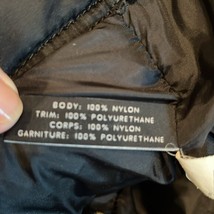 BODY: 100% NYLON
TRIM: 100% POLYURETHANE
CORPS: 100% NYLON
GARNITURE: 100% POLYURETHANE